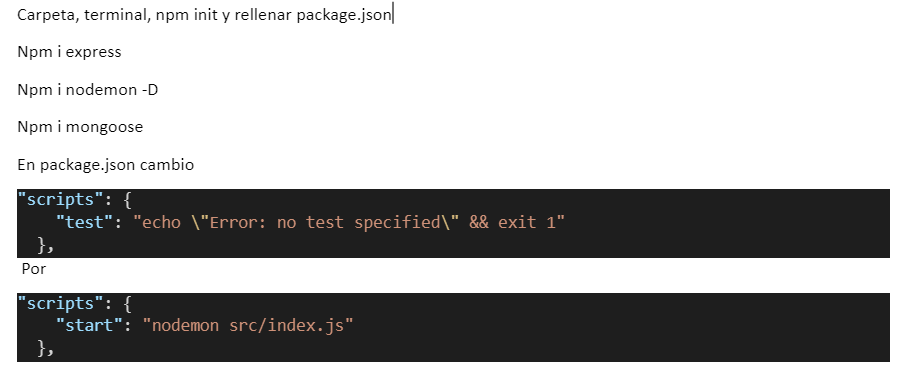 Carpeta, terminal, npm init y rellenar package.json
Npm i express
Npm i nodemon -D
Npm i mongoose
En package.json cambio
"scripts": {
    "test": "echo \"Error: no test specified\" && exit 1"
  },
Por
"scripts": {
    "start": "nodemon src/index.js"
  },